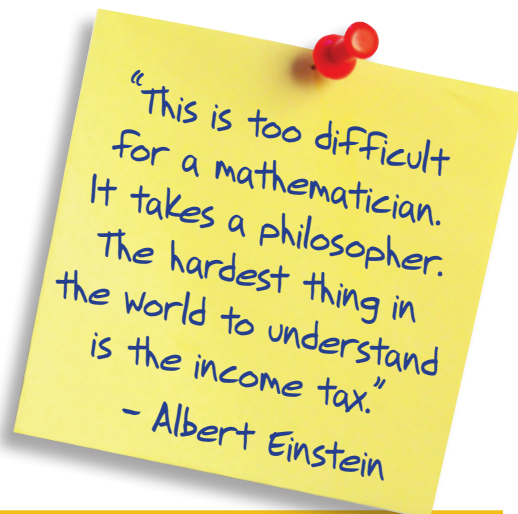 “This is too difficult
for a mathematician.
It takes a philosopher.
The hardest thing in
the world to understand
is the income tax.”
– Albert Einstein